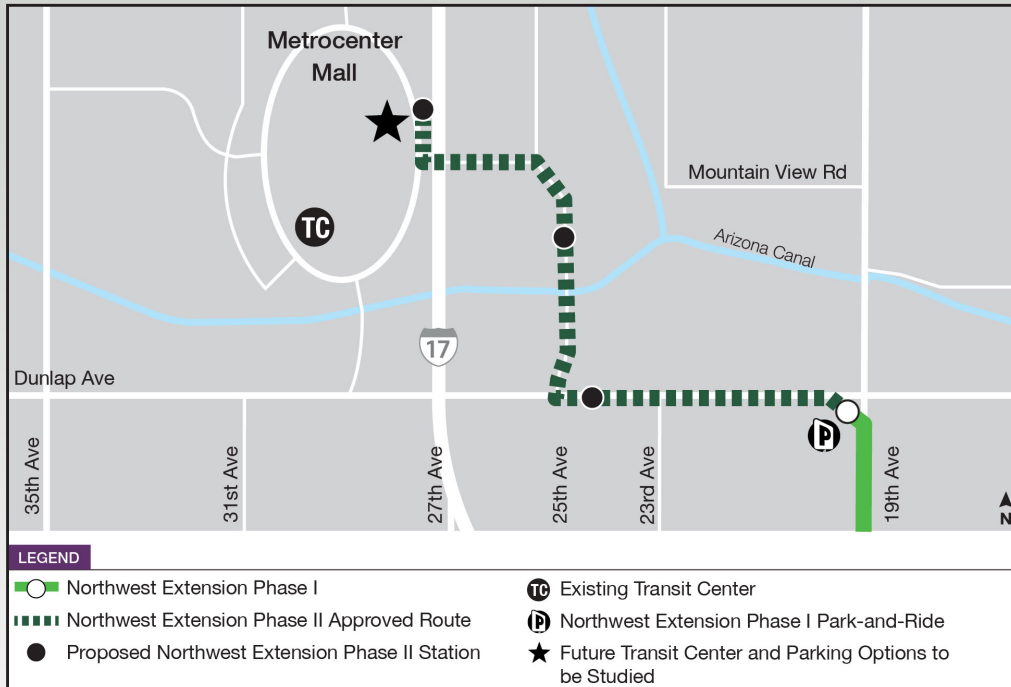 Metrocenter
Mall
Mountain View Rd
TC
Arizona Canal
17
Dunlap Ave
P
35th Ave
31st Ave
27th Ave
25th Ave
23rd Ave
19th Ave
N
LEGEND
Northwest Extension Phase I
Northwest Extension Phase II Approved Route
Proposed Northwest Extension Phase II Station
TC Existing Transit Center
P Northwest Extension Phase I Park-and-Ride
Future Transit Center and Parking Options to
be Studied